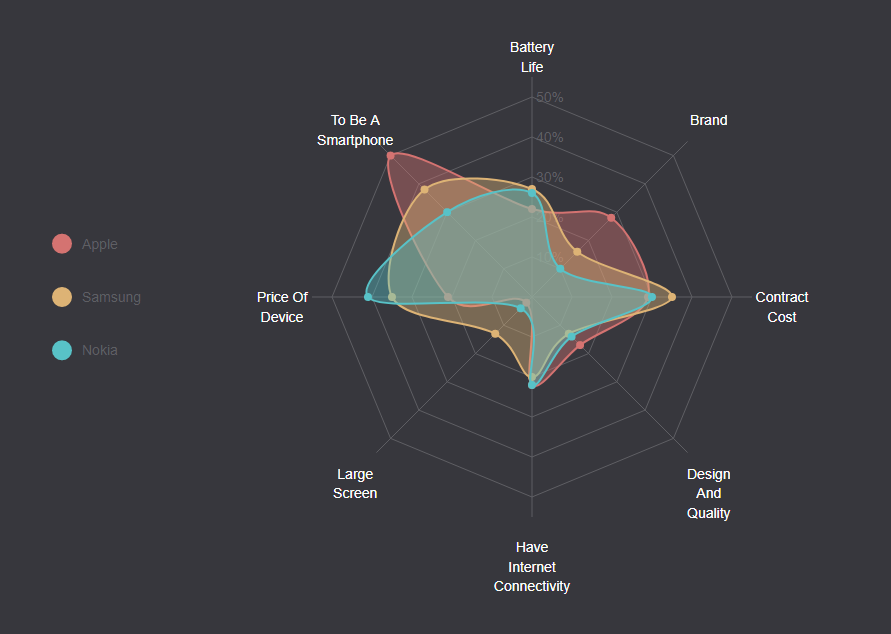 Battery
Life
To Be A
Smartphone
Brand
50%
40%
30%
Apple
Samsung
Nokia
Price Of
Device
Contract
Cost
Large
Screen
Design
And
Quality
Have
Internet
Connectivity